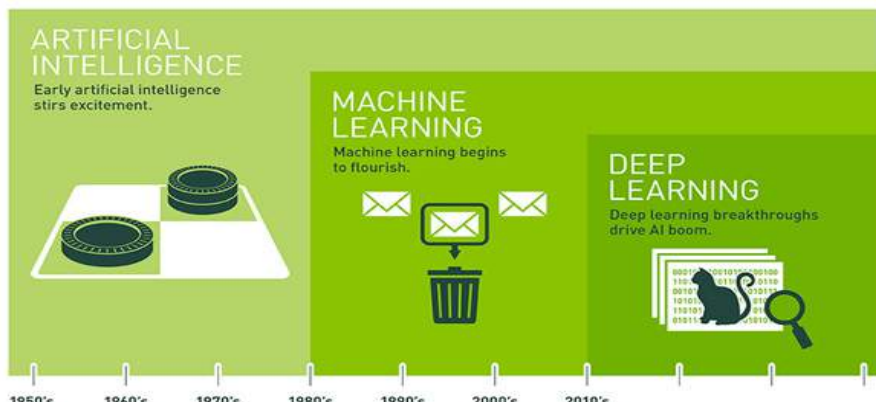 ARTIFICIAL
INTELLIGENCE
Early artificial intelligence
stirs excitement.
MACHINE
LEARNING
Machine learning begins
to flourish.
DEEP
LEARNING
Deep learning breakthroughs
drive AI boom.
1950's 1960's 1970's 1980's 1990's 2000's 2010's